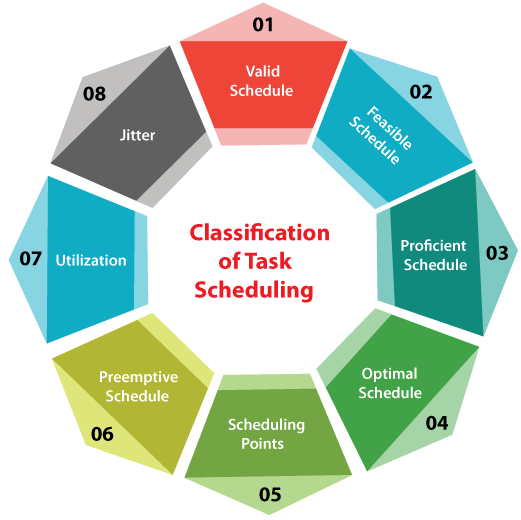 Classification
of Task
Scheduling
01
Valid
Schedule
02
Feasible
Schedule
03
Proficient
Schedule
04
Optimal
Schedule
05
Scheduling
Points
06
Preemptive
Schedule
07
Utilization
08
Jitter